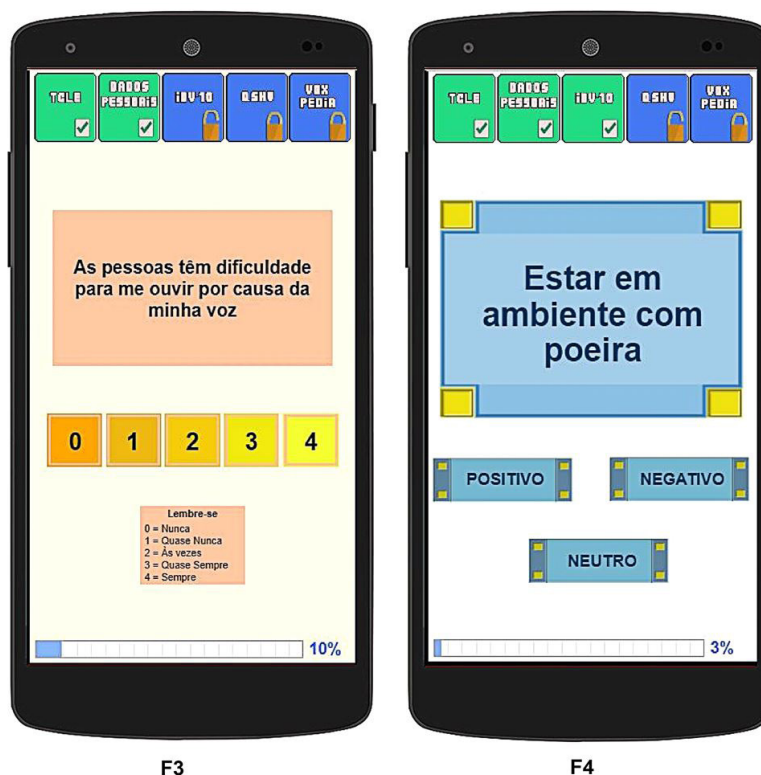 TCLE
DADOS
PESSOAIS
IDV-10
QSHV
VOX
PEDIA
As pessoas têm dificuldade
para me ouvir por causa da
minha voz
0 1 2 3 4
Lembre-se
0 = Nunca
1 = Quase Nunca
2 = Às vezes
3 = Quase Sempre
4 = Sempre
10%
F3
TCLE
DADOS
PESSOAIS
IDV-10
QSHV
VOX
PEDIA
Estar em
ambiente com
poeira
POSITIVO
NEGATIVO
NEUTRO
3%
F4